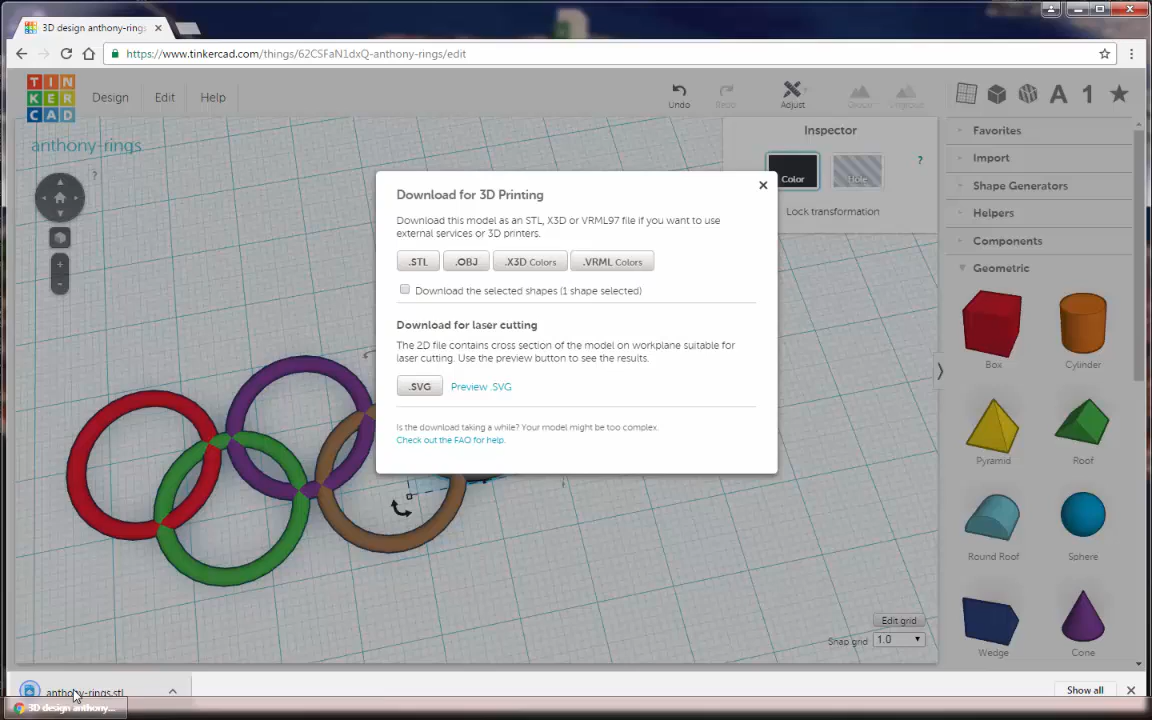 3D design anthony-rings
https://www.tinkercad.com/things/62CSFaN1dxQ-anthony-rings/edit
TIN
KER
CAD
Design
Edit
Help
Undo
Redo
Adjust
Group
Ungroup
anthony-rings
?
Inspector
Color
Hole
?
Lock transformation
Favorites
Import
Shape Generators
Helpers
Components
Geometric
Box
Cylinder
Pyramid
Roof
Round Roof
Sphere
Wedge
Cone
Download for 3D Printing
Download this model as an STL, X3D or VRML97 file if you want to use
external services or 3D printers.
.STL
.OBJ
.X3D Colors
.VRML Colors
Download the selected shapes (1 shape selected)
Download for laser cutting
The 2D file contains cross section of the model on workplane suitable for
laser cutting. Use the preview button to see the results.
.SVG
Preview .SVG
Is the download taking a while? Your model might be too complex.
Check out the FAQ for help.
Edit grid
Snap grid
1.0
anthony-rings.stl
Show all
3D design anthony...